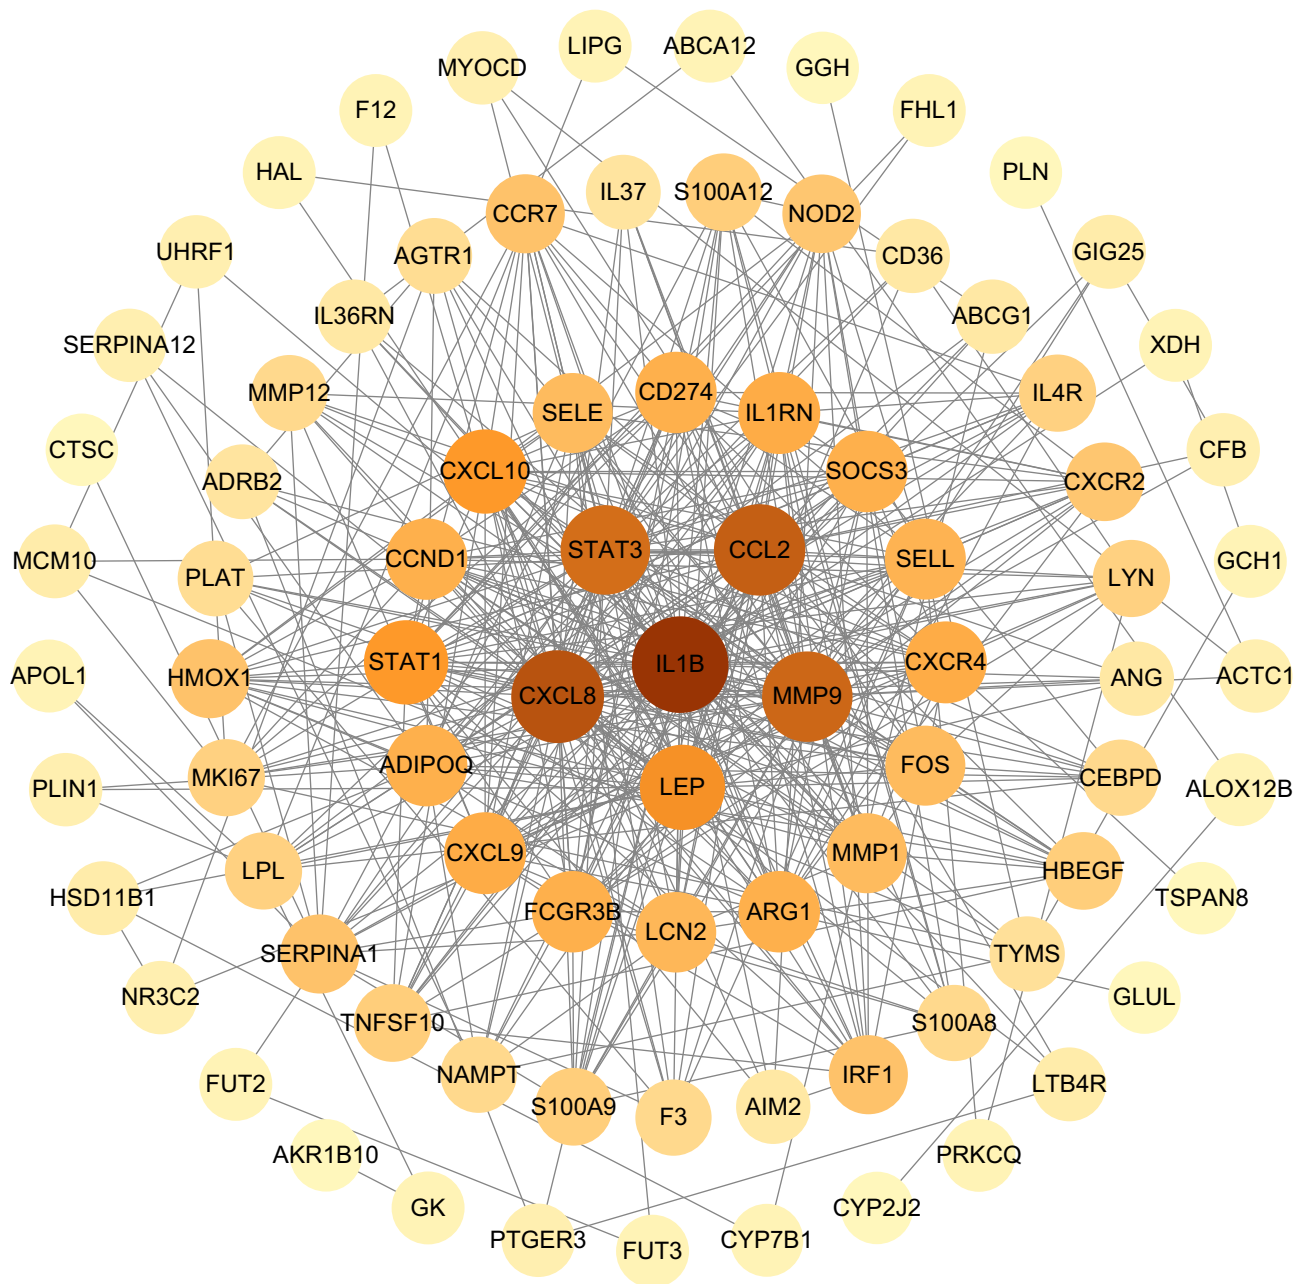 LIPG
ABCA12
MYOCD
GGH
F12
FHL1
HAL
PLN
IL37
S100A12
CCR7
NOD2
UHRF1
AGTR1
CD36
GIG25
IL36RN
ABCG1
SERPINA12
XDH
MMP12
SELE
CD274
IL1RN
IL4R
CTSC
CXCL10
SOCS3
CFB
ADRB2
CXCR2
MCM10
PLAT
CCND1
STAT3
CCL2
SELL
LYN
GCH1
APOL1
HMOX1
STAT1
CXCL8
IL1B
MMP9
CXCR4
ANG
ACTC1
PLIN1
MKI67
ADIPOQ
LEP
FOS
CEBPD
ALOX12B
HSD11B1
LPL
CXCL9
MMP1
HBEGF
TSPAN8
SERPINA1
FCGR3B
LCN2
ARG1
TYMS
NR3C2
TNFSF10
S100A8
GLUL
FUT2
NAMPT
S100A9
F3
AIM2
IRF1
LTB4R
AKR1B10
GK
PRKCQ
PTGER3
FUT3
CYP7B1
CYP2J2